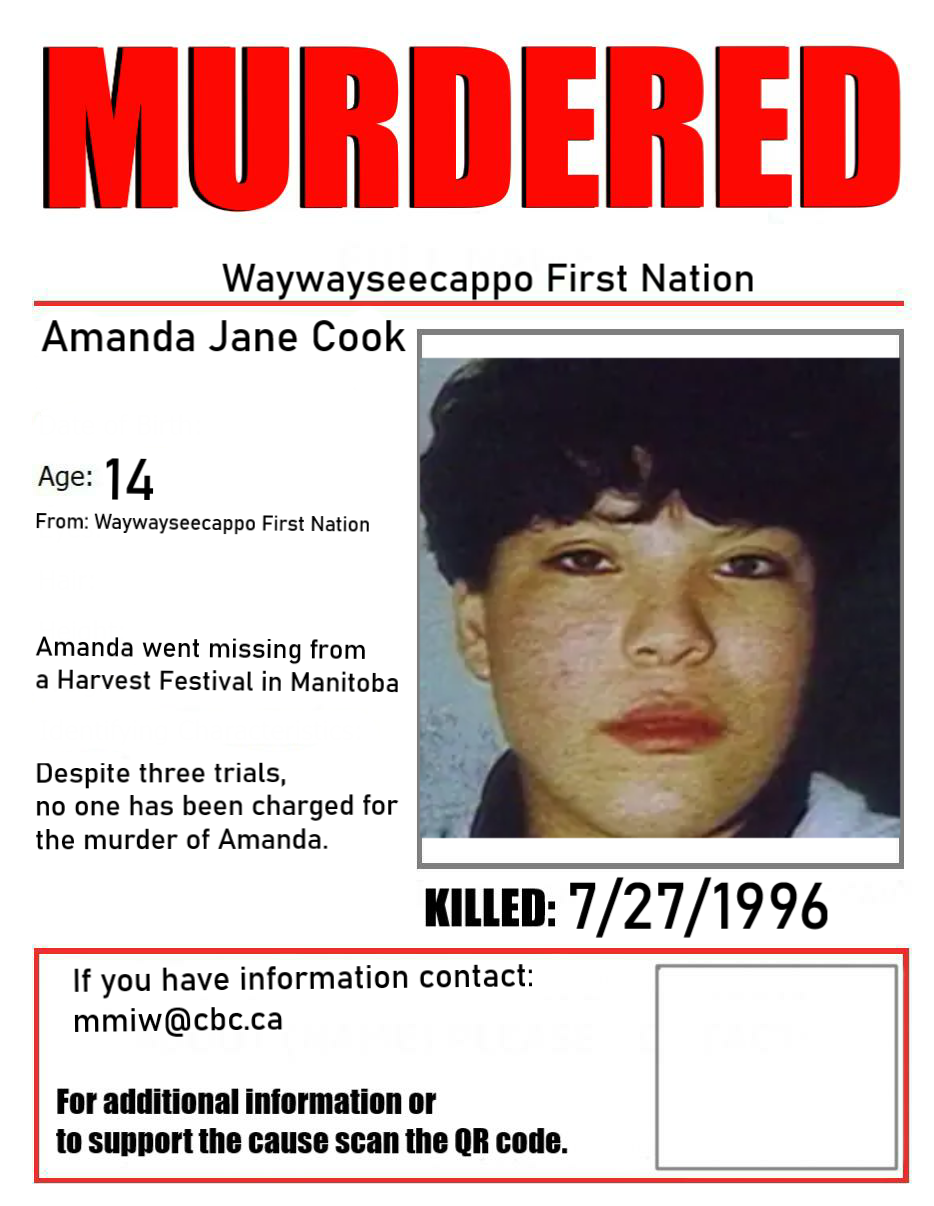 MURDERED
Waywayseecappo First Nation
Amanda Jane Cook
Age: 14
From: Waywayseecappo First Nation
Amanda went missing from
a Harvest Festival in Manitoba
Despite three trials,
no one has been charged for
the murder of Amanda.
KILLED: 7/27/1996
If you have information contact:
mmiw@cbc.ca
For additional information or
to support the cause scan the QR code.